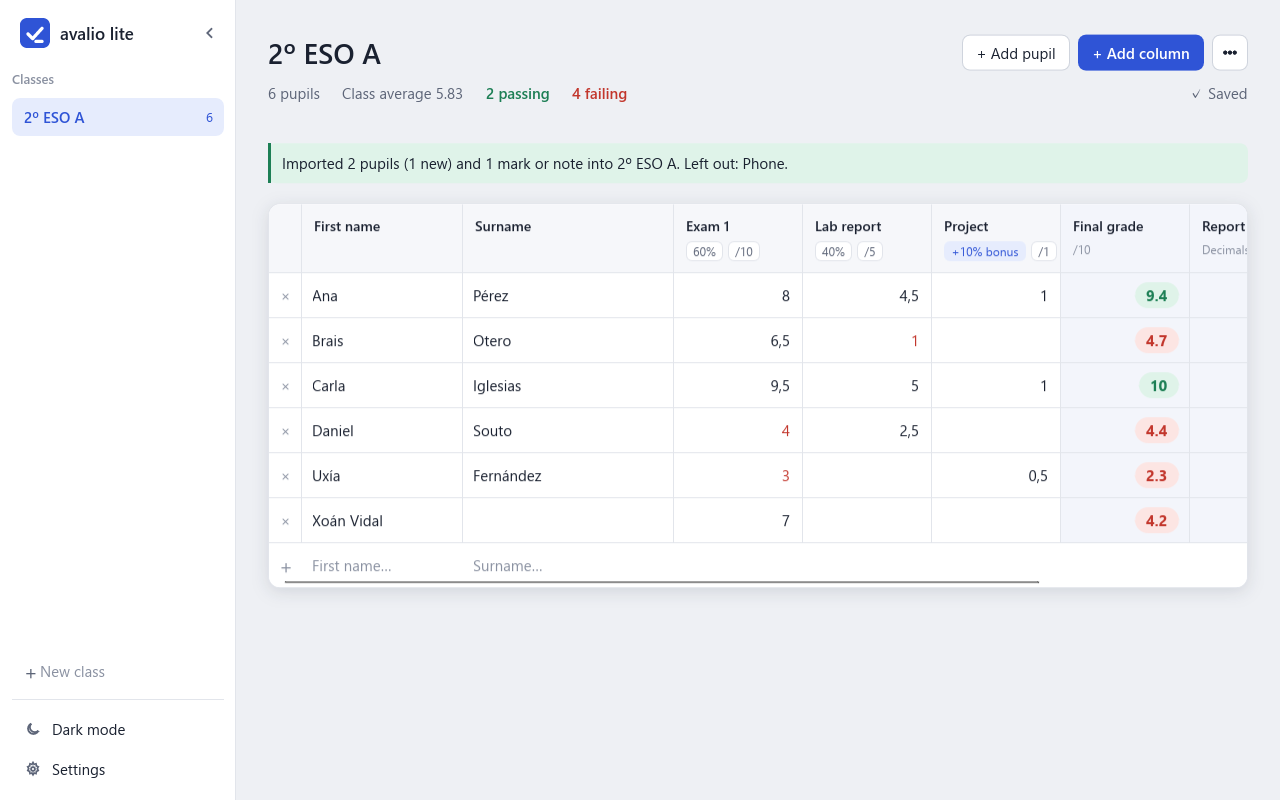 avalio lite
Classes
2º ESO A 6
+ New class
Dark mode
Settings
2º ESO A
+ Add pupil
+ Add column
•••
6 pupils Class average 5.83 2 passing 4 failing
✓ Saved
Imported 2 pupils (1 new) and 1 mark or note into 2º ESO A. Left out: Phone.
First name Surname Exam 1 Lab report Project Final grade Report
60% /10 40% /5 +10% bonus /1 /10 Decimals
× Ana Pérez 8 4,5 1 9.4
× Brais Otero 6,5 1 4.7
× Carla Iglesias 9,5 5 1 10
× Daniel Souto 4 2,5 4.4
× Uxía Fernández 3 0,5 2.3
× Xoán Vidal 7 4.2
+ First name... Surname...